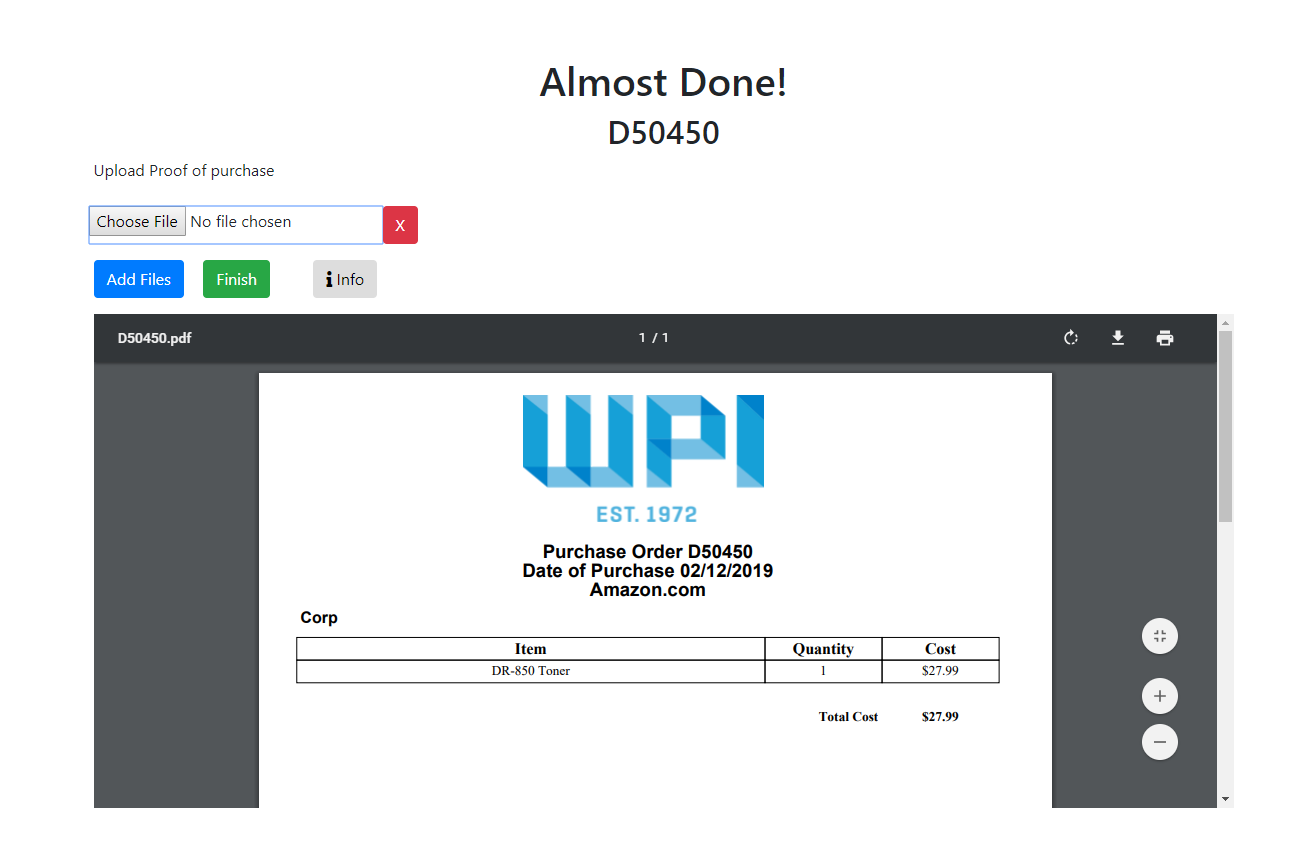 Almost Done!
D50450
Upload Proof of purchase
Choose File No file chosen X
Add Files Finish i Info
D50450.pdf 1 / 1
WPI
EST. 1972
Purchase Order D50450
Date of Purchase 02/12/2019
Amazon.com
Corp
Item Quantity Cost
DR-850 Toner 1 $27.99
Total Cost $27.99